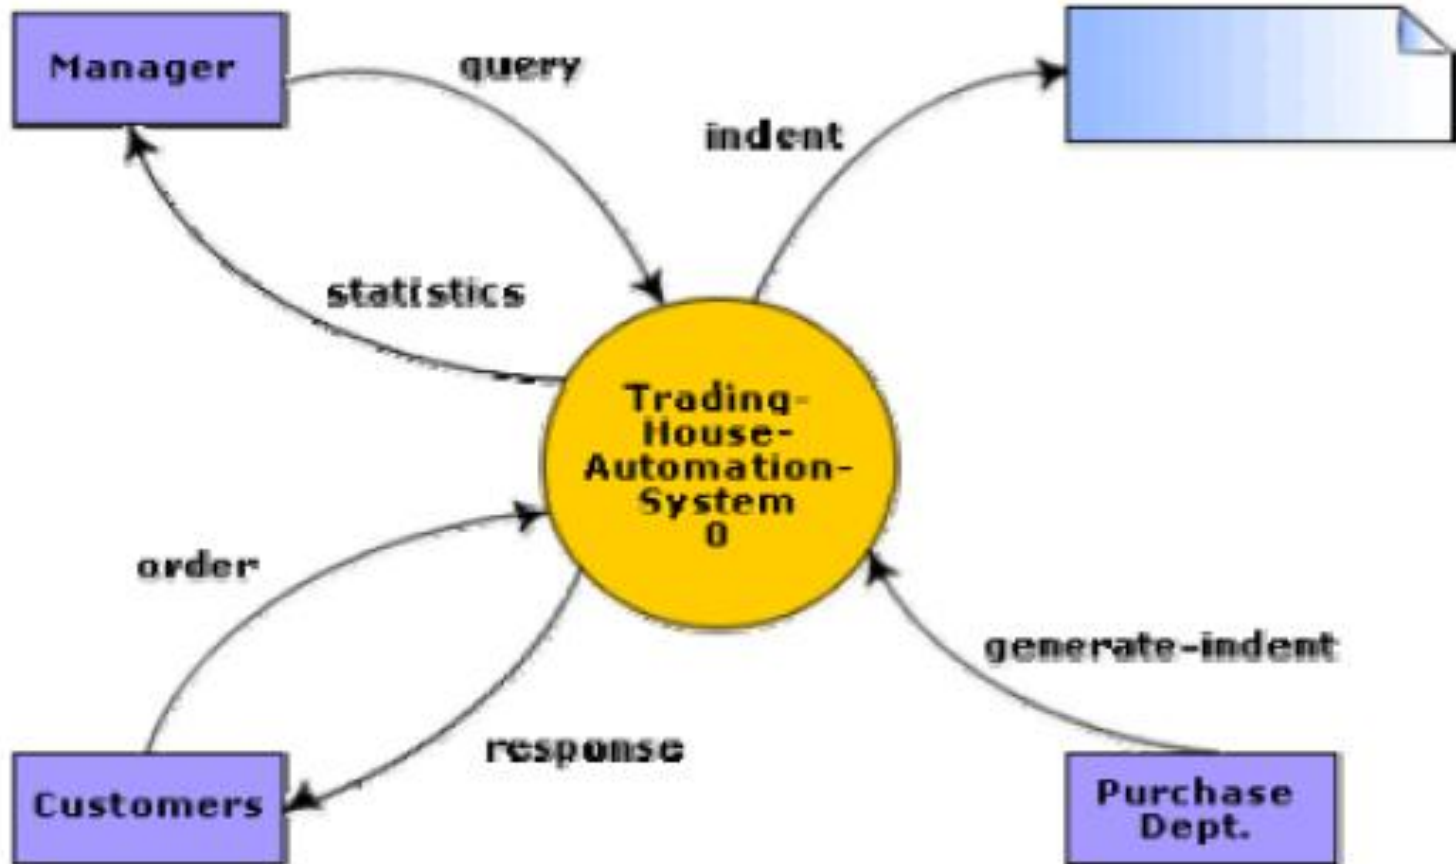 Manager
query
indent
statistics
Trading-
House-
Automation-
System
0
order
generate-indent
response
Customers
Purchase
Dept.